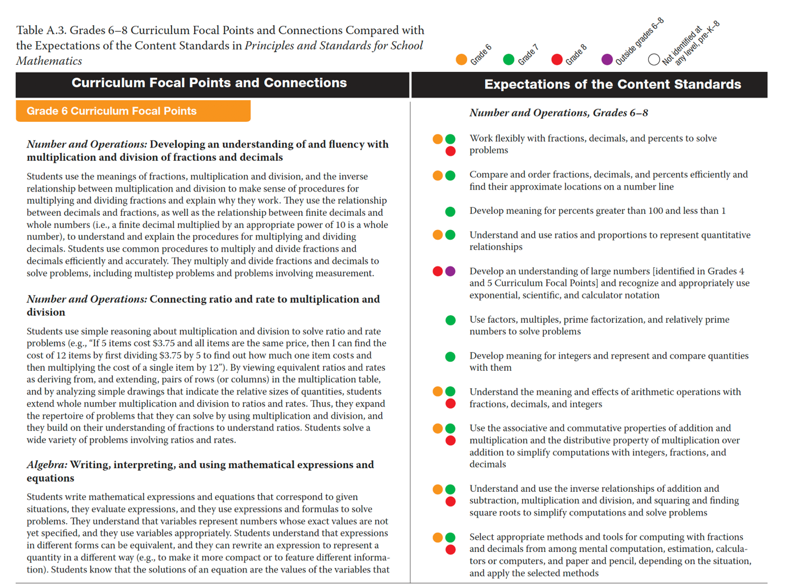 Table A.3. Grades 6–8 Curriculum Focal Points and Connections Compared with
the Expectations of the Content Standards in Principles and Standards for School
Mathematics
Grade 6
Grade 7
Grade 8
Outside grades 6–8
Not identified at
any level, pre-K–8
Curriculum Focal Points and Connections
Expectations of the Content Standards
Grade 6 Curriculum Focal Points
Number and Operations: Developing an understanding of and fluency with
multiplication and division of fractions and decimals
Students use the meanings of fractions, multiplication and division, and the inverse
relationship between multiplication and division to make sense of procedures for
multiplying and dividing fractions and explain why they work. They use the relationship
between decimals and fractions, as well as the relationship between finite decimals and
whole numbers (i.e., a finite decimal multiplied by an appropriate power of 10 is a whole
number), to understand and explain the procedures for multiplying and dividing
decimals. Students use common procedures to multiply and divide fractions and
decimals efficiently and accurately. They multiply and divide fractions and decimals to
solve problems, including multistep problems and problems involving measurement.
Number and Operations: Connecting ratio and rate to multiplication and
division
Students use simple reasoning about multiplication and division to solve ratio and rate
problems (e.g., “If 5 items cost $3.75 and all items are the same price, then I can find the
cost of 12 items by first dividing $3.75 by 5 to find out how much one item costs and
then multiplying the cost of a single item by 12”). By viewing equivalent ratios and rates
as deriving from, and extending, pairs of rows (or columns) in the multiplication table,
and by analyzing simple drawings that indicate the relative sizes of quantities, students
extend whole number multiplication and division to ratios and rates. Thus, they expand
the repertoire of problems that they can solve by using multiplication and division, and
they build on their understanding of fractions to understand ratios. Students solve a
wide variety of problems involving ratios and rates.
Algebra: Writing, interpreting, and using mathematical expressions and
equations
Students write mathematical expressions and equations that correspond to given
situations, they evaluate expressions, and they use expressions and formulas to solve
problems. They understand that variables represent numbers whose exact values are not
yet specified, and they use variables appropriately. Students understand that expressions
in different forms can be equivalent, and they can rewrite an expression to represent a
quantity in a different way (e.g., to make it more compact or to feature different informa-
tion). Students know that the solutions of an equation are the values of the variables that
Number and Operations, Grades 6–8
Work flexibly with fractions, decimals, and percents to solve
problems
Compare and order fractions, decimals, and percents efficiently and
find their approximate locations on a number line
Develop meaning for percents greater than 100 and less than 1
Understand and use ratios and proportions to represent quantitative
relationships
Develop an understanding of large numbers [identified in Grades 4
and 5 Curriculum Focal Points] and recognize and appropriately use
exponential, scientific, and calculator notation
Use factors, multiples, prime factorization, and relatively prime
numbers to solve problems
Develop meaning for integers and represent and compare quantities
with them
Understand the meaning and effects of arithmetic operations with
fractions, decimals, and integers
Use the associative and commutative properties of addition and
multiplication and the distributive property of multiplication over
addition to simplify computations with integers, fractions, and
decimals
Understand and use the inverse relationships of addition and
subtraction, multiplication and division, and squaring and finding
square roots to simplify computations and solve problems
Select appropriate methods and tools for computing with fractions
and decimals from among mental computation, estimation, calcula-
tors or computers, and paper and pencil, depending on the situation,
and apply the selected methods